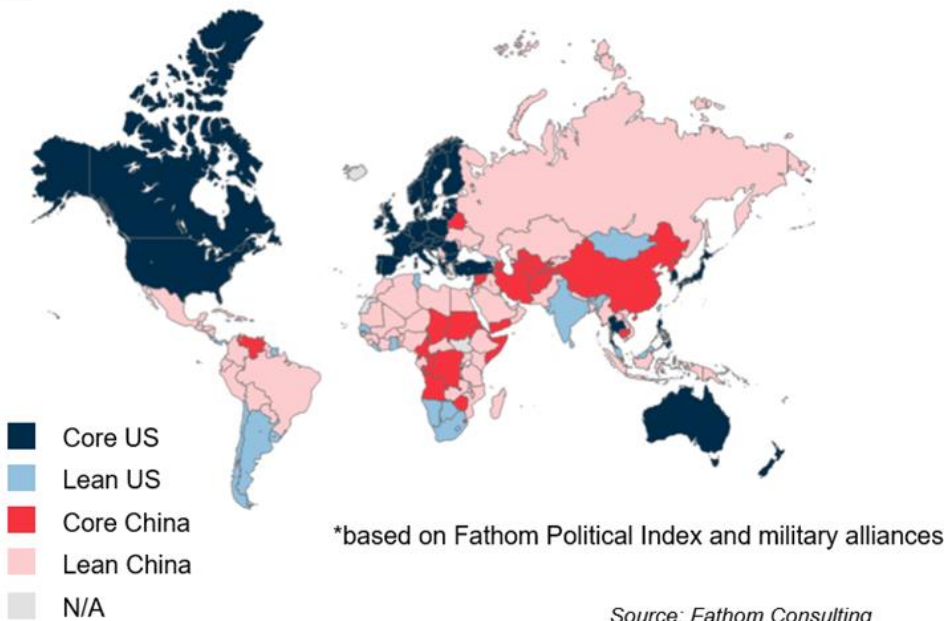 Core US
Lean US
Core China
Lean China
N/A
*based on Fathom Political Index and military alliances
Source: Fathom Consulting